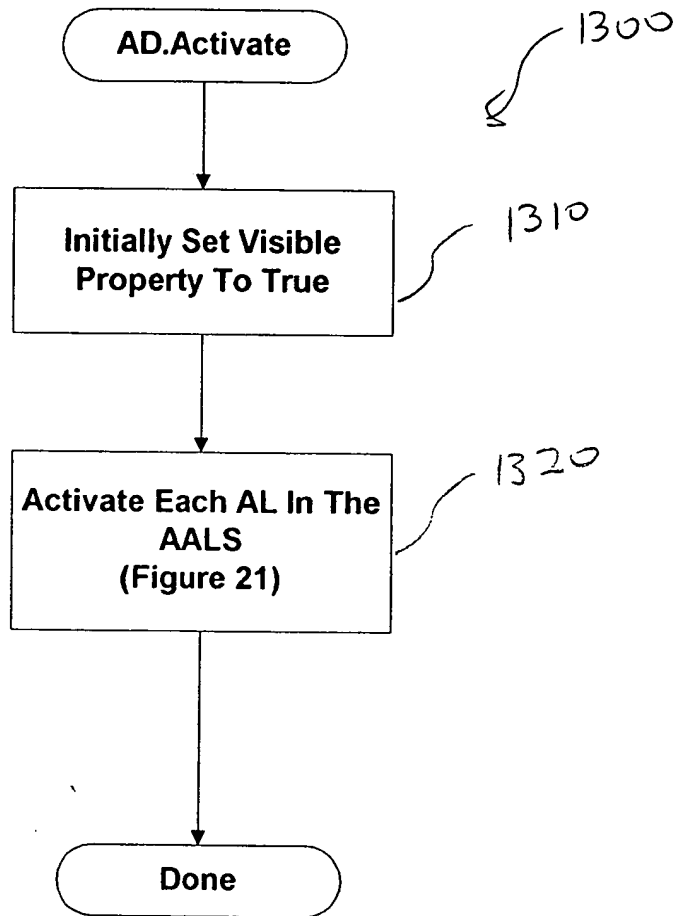 AD.Activate
1300
Initially Set Visible
Property To True
1310
Activate Each AL In The
AALS
(Figure 21)
1320
Done